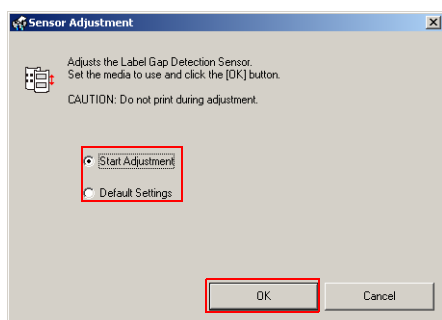 Sensor Adjustment
Adjusts the Label Gap Detection Sensor.
Set the media to use and click the [OK] button.
CAUTION: Do not print during adjustment.
Start Adjustment
Default Settings
OK
Cancel